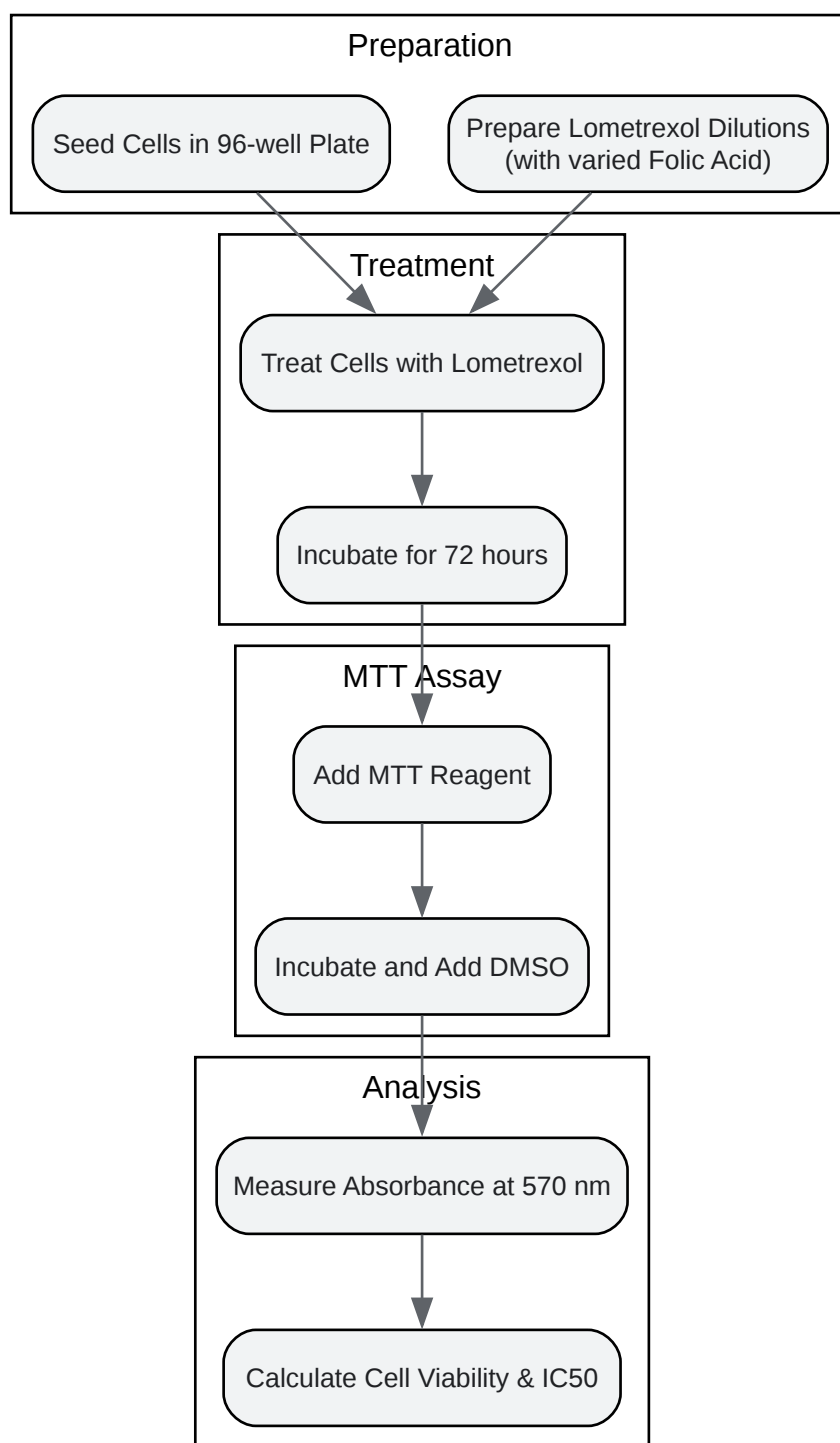 Preparation
Seed Cells in 96-well Plate
Prepare Lometrexol Dilutions
(with varied Folic Acid)
Treatment
Treat Cells with Lometrexol
Incubate for 72 hours
MTT Assay
Add MTT Reagent
Incubate and Add DMSO
Analysis
Measure Absorbance at 570 nm
Calculate Cell Viability & IC50